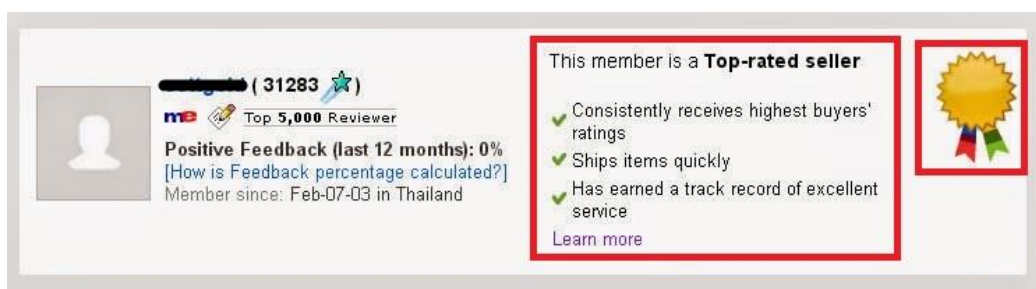 ( 31283 )
me Top 5,000 Reviewer
Positive Feedback (last 12 months): 0%
[How is Feedback percentage calculated?]
Member since: Feb-07-03 in Thailand
This member is a Top-rated seller
Consistently receives highest buyers'
ratings
Ships items quickly
Has earned a track record of excellent
service
Learn more